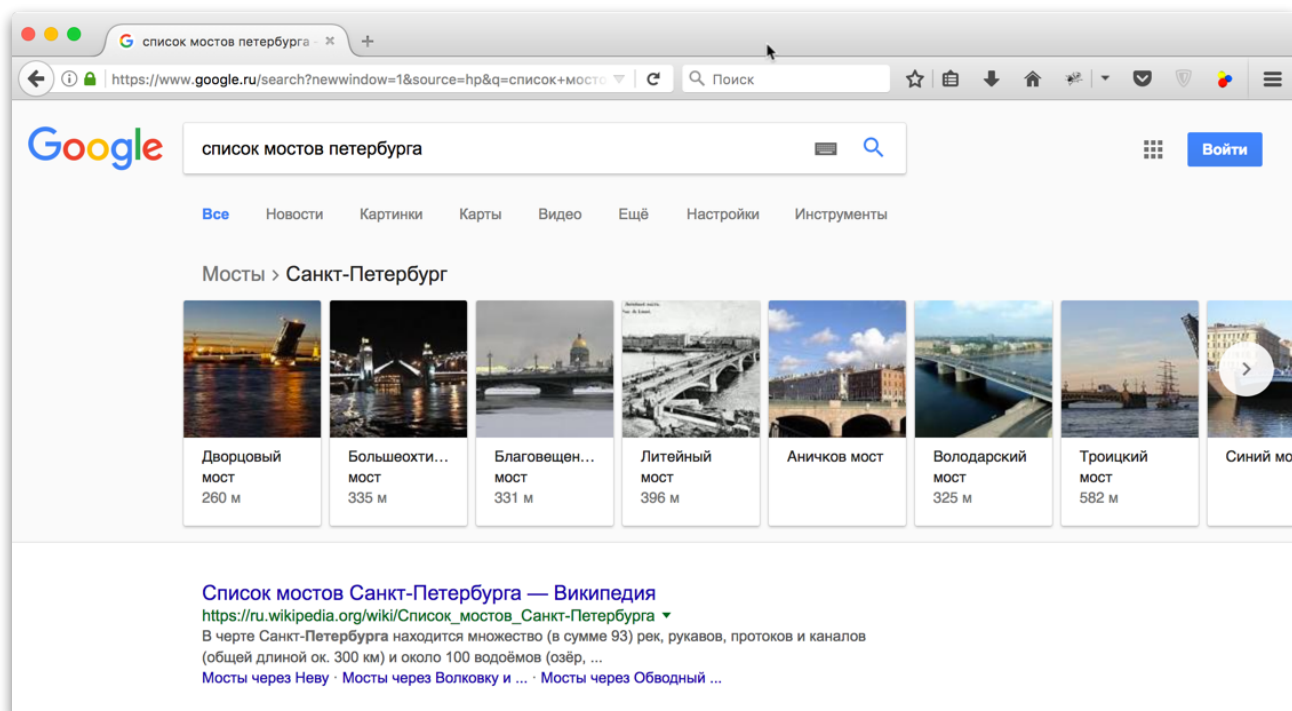 список мостов петербурга -
https://www.google.ru/search?newwindow=1&source=hp&q=список+мосто
Поиск
Google
список мостов петербурга
Войти
Все Новости Картинки Карты Видео Ещё Настройки Инструменты
Мосты > Санкт-Петербург
Дворцовый мост
260 м
Большеохти... мост
335 м
Благовещен... мост
331 м
Литейный мост
396 м
Аничков мост
Володарский мост
325 м
Троицкий мост
582 м
Синий мо
Список мостов Санкт-Петербурга — Википедия
https://ru.wikipedia.org/wiki/Список_мостов_Санкт-Петербурга
В черте Санкт-Петербурга находится множество (в сумме 93) рек, рукавов, протоков и каналов
(общей длиной ок. 300 км) и около 100 водоёмов (озёр, ...
Мосты через Неву · Мосты через Волковку и ... · Мосты через Обводный ...